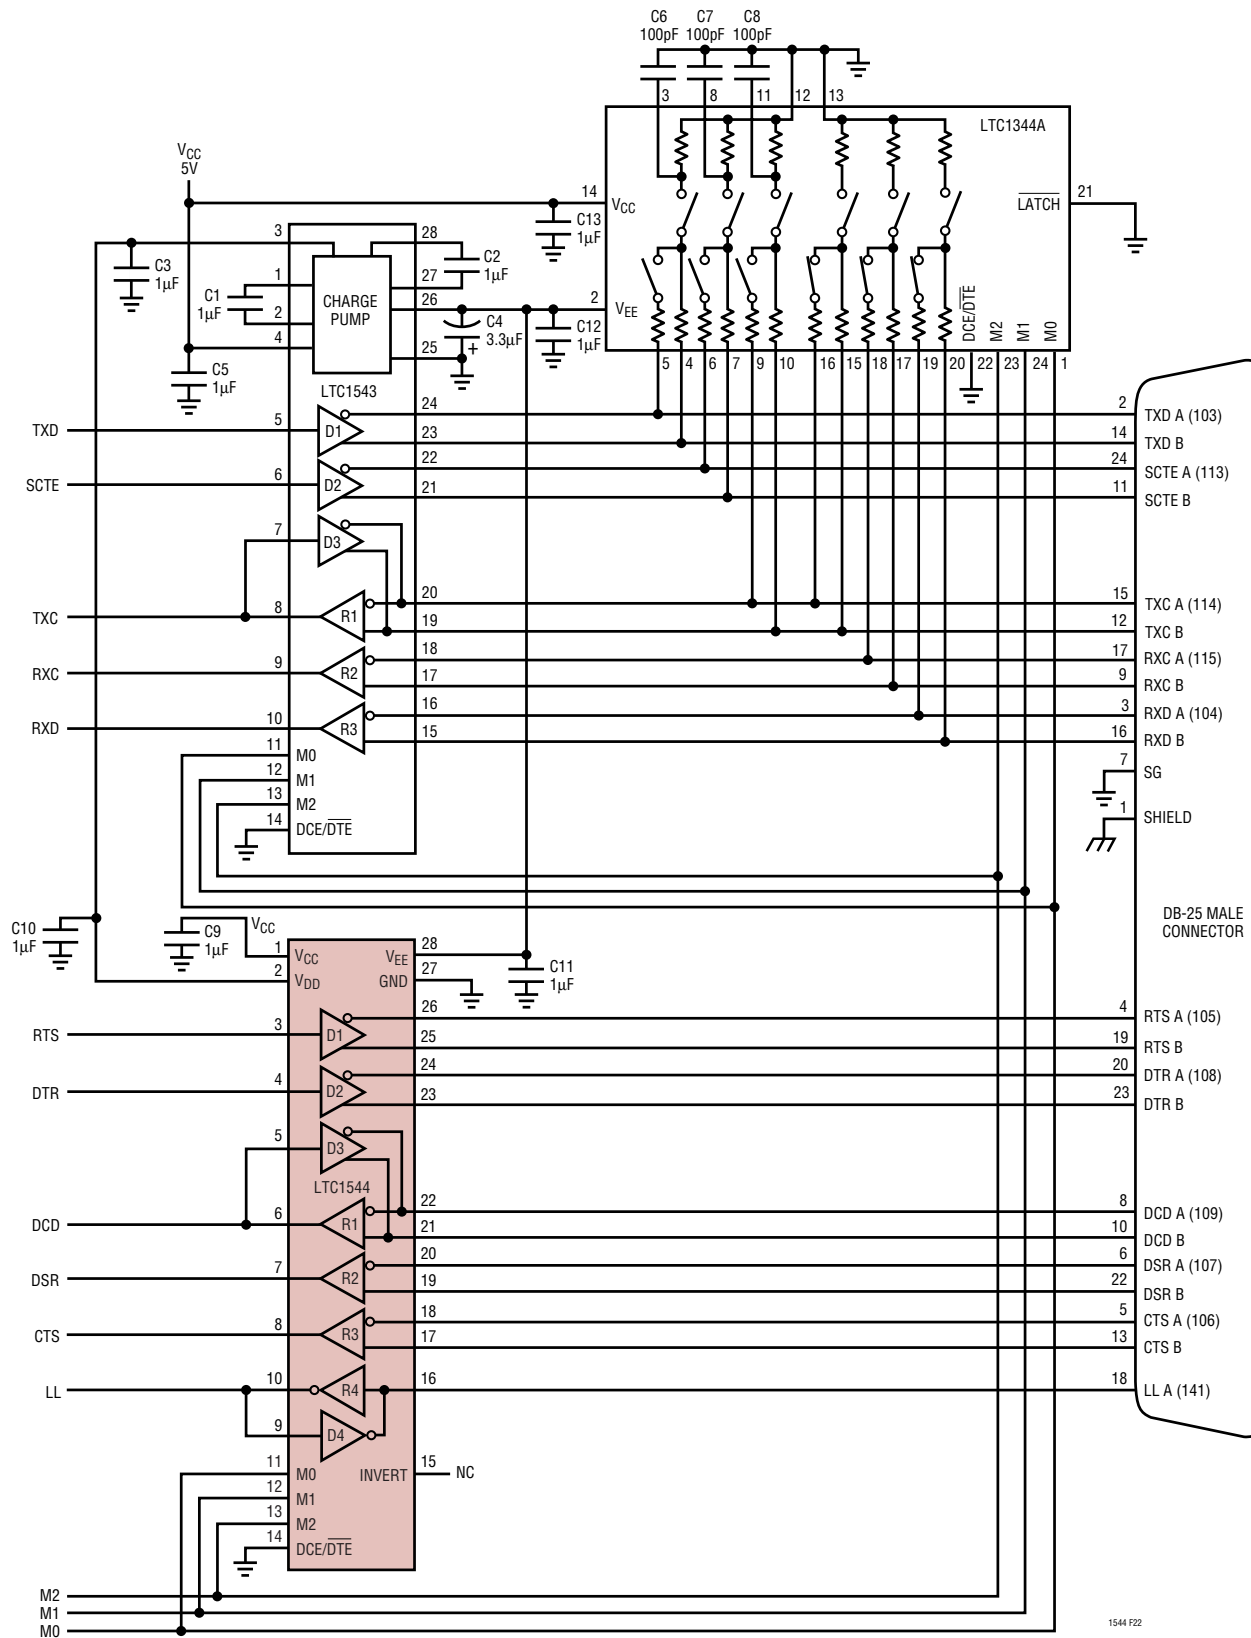 C6 C7 C8
100pF 100pF 100pF
3 8 11 12 13
LTC1344A
VCC
5V
14
VCC
LATCH
21
C13
1µF
3
28
C3
1µF
C2
1µF
1
27
C1
1µF
CHARGE
PUMP
26
2
VEE
2
C4
3.3µF
+
C12
1µF
4
25
DCE/DTE
M2
M1
M0
5 4 6 7 9 10 16 15 18 17 19 20 22 23 24 1
C5
1µF
LTC1543
TXD 5 D1 24 2 TXD A (103)
23 14 TXD B
SCTE 6 D2 22 24 SCTE A (113)
21 11 SCTE B
7 D3
TXC 8 R1 20 15 TXC A (114)
19 12 TXC B
RXC 9 R2 18 17 RXC A (115)
17 9 RXC B
RXD 10 R3 16 3 RXD A (104)
15 16 RXD B
11 M0
12 M1
13 M2
14 DCE/DTE
7 SG
1 SHIELD
DB-25 MALE
CONNECTOR
C10
1µF
C9
1µF
VCC
1 VCC VEE 28
2 VDD GND 27
C11
1µF
RTS 3 D1 26 4 RTS A (105)
25 19 RTS B
DTR 4 D2 24 20 DTR A (108)
23 23 DTR B
5 D3
LTC1544
DCD 6 R1 22 8 DCD A (109)
21 10 DCD B
DSR 7 R2 20 6 DSR A (107)
19 22 DSR B
CTS 8 R3 18 5 CTS A (106)
17 13 CTS B
LL 10 R4 16 18 LL A (141)
9 D4
11 M0 INVERT 15 NC
12 M1
13 M2
14 DCE/DTE
M2
M1
M0
1544 F22